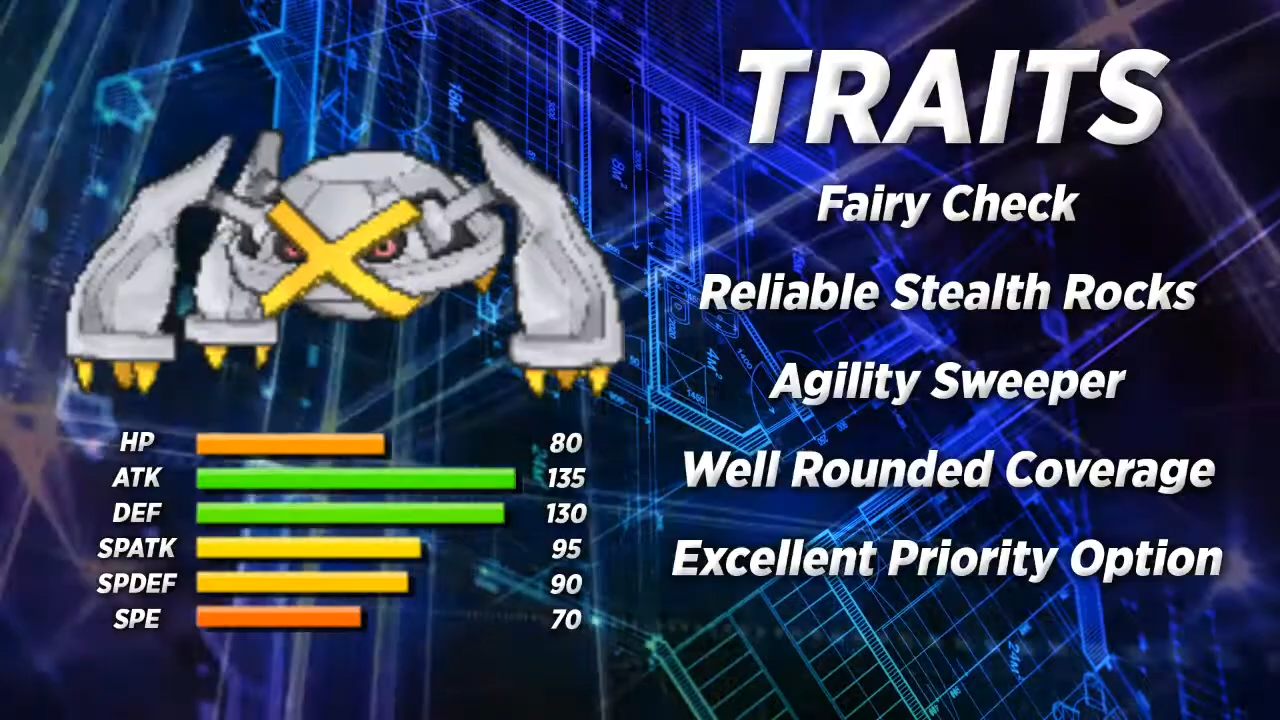 TRAITS
Fairy Check
Reliable Stealth Rocks
Agility Sweeper
Well Rounded Coverage
Excellent Priority Option
HP 80
ATK 135
DEF 130
SPATK 95
SPDEF 90
SPE 70